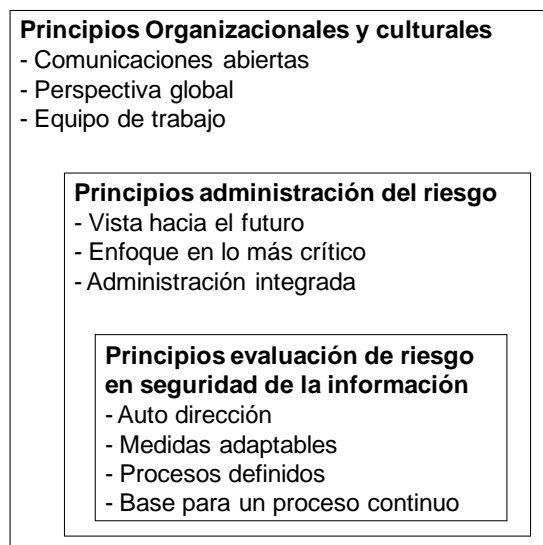 Principios Organizacionales y culturales
- Comunicaciones abiertas
- Perspectiva global
- Equipo de trabajo
Principios administración del riesgo
- Vista hacia el futuro
- Enfoque en lo más crítico
- Administración integrada
Principios evaluación de riesgo
en seguridad de la información
- Auto dirección
- Medidas adaptables
- Procesos definidos
- Base para un proceso continuo